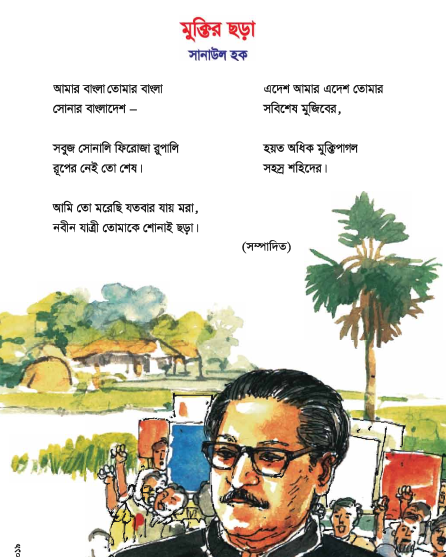 মুক্তির ছড়া
সানাউল হক
আমার বাংলা তোমার বাংলা
সোনার বাংলাদেশ –
সবুজ সোনালি ফিরোজা রুপালি
রূপের নেই তো শেষ।
আমি তো মরেছি যতবার যায় মরা,
নবীন যাত্রী তোমাকে শোনাই ছড়া।
এদেশ আমার এদেশ তোমার
সবিশেষ মুজিবের,
হয়ত অধিক মুক্তিপাগল
সহস্র শহিদের।
(সম্পাদিত)